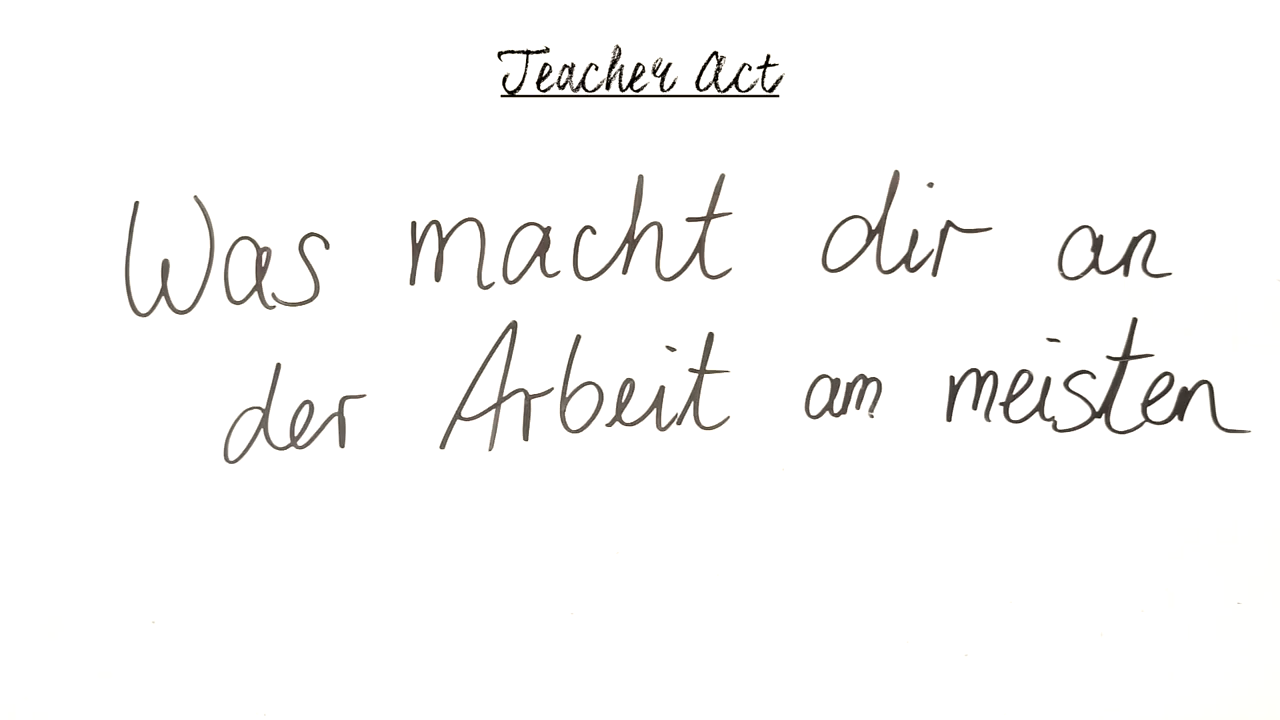 Teacher Act
Was macht dir an
der Arbeit am meisten